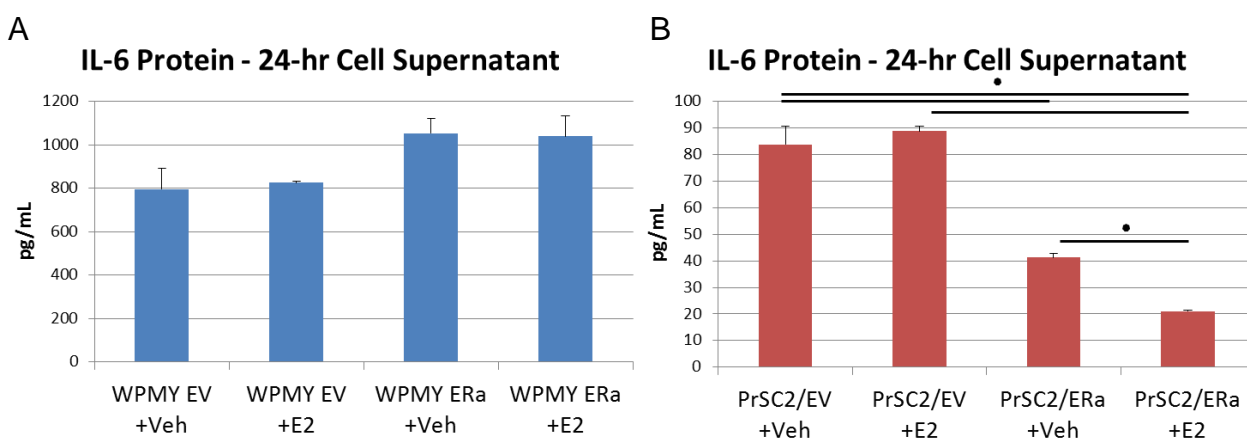 A
IL-6 Protein - 24-hr Cell Supernatant
1200
1000
800
600
400
200
0
pg/mL
WPMY EV
+Veh
WPMY EV
+E2
WPMY ERa
+Veh
WPMY ERa
+E2
B
IL-6 Protein - 24-hr Cell Supernatant
100
90
80
70
60
50
40
30
20
10
0
pg/mL
PrSC2/EV
+Veh
PrSC2/EV
+E2
PrSC2/ERa
+Veh
PrSC2/ERa
+E2